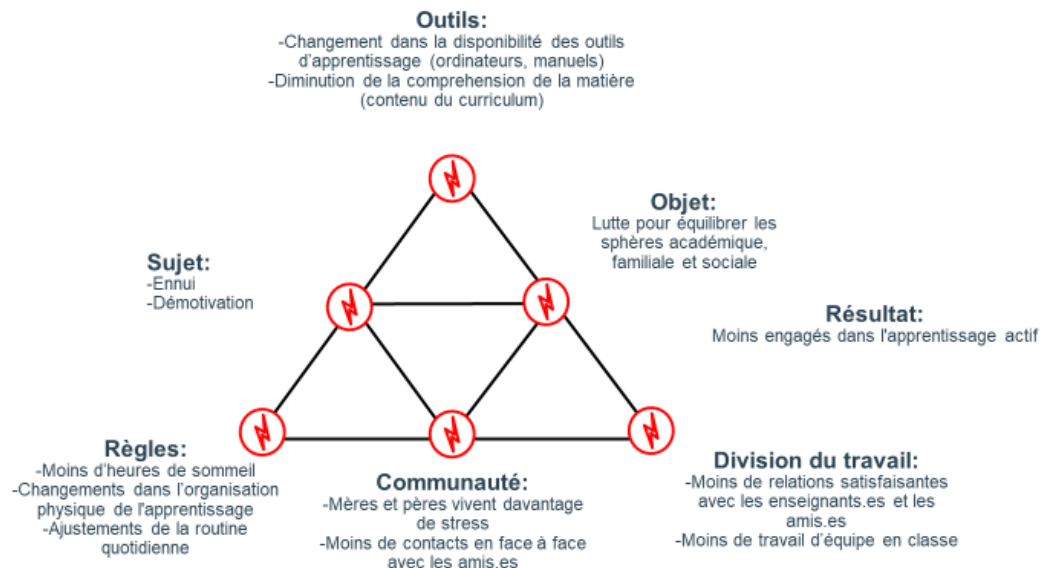 Outils:
-Changement dans la disponibilité des outils
d'apprentissage (ordinateurs, manuels)
-Diminution de la comprehension de la matière
(contenu du curriculum)
Objet:
Lutte pour équilibrer les
sphères académique,
familiale et sociale
Sujet:
-Ennui
-Démotivation
Résultat:
Moins engagés dans l'apprentissage actif
Règles:
-Moins d'heures de sommeil
-Changements dans l'organisation
physique de l'apprentissage
-Ajustements de la routine
quotidienne
Communauté:
-Mères et pères vivent davantage
de stress
-Moins de contacts en face à face
avec les amis.es
Division du travail:
-Moins de relations satisfaisantes
avec les enseignants.es et les
amis.es
-Moins de travail d'équipe en classe